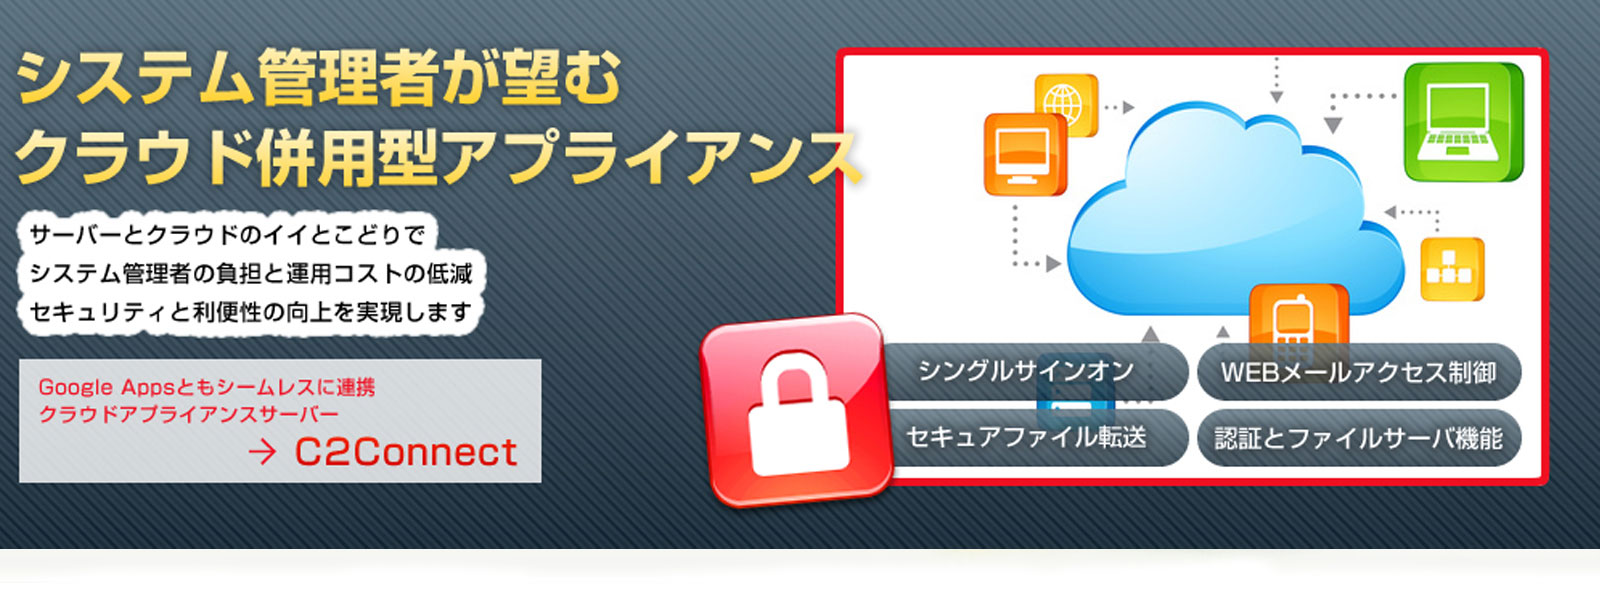 システム管理者が望む
クラウド併用型アプライアンス
サーバーとクラウドのイイとこどりで
システム管理者の負担と運用コストの低減
セキュリティと利便性の向上を実現します
Google Appsともシームレスに連携
クラウドアプライアンスサーバー
→ C2Connect
シングルサインオン
WEBメールアクセス制御
セキュアファイル転送
認証とファイルサーバ機能